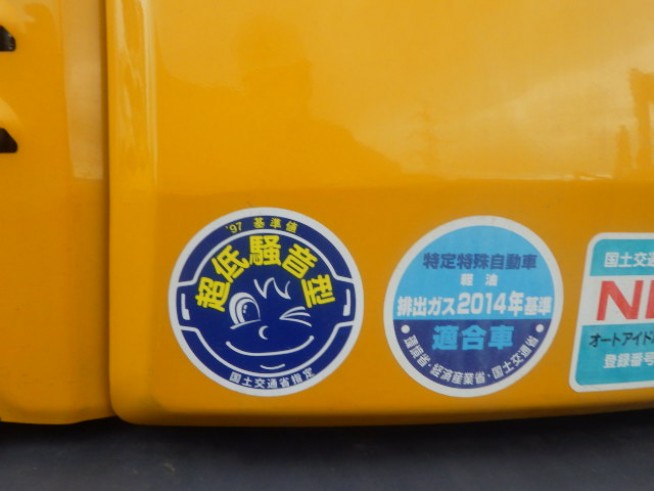 '97 基準値
超低騒音型
国土交通省指定
特定特殊自動車
軽油
排出ガス2014年基準
適合車
・環境省・経済産業省・国土交通省・
国土交通
オートアイドル
登録番号